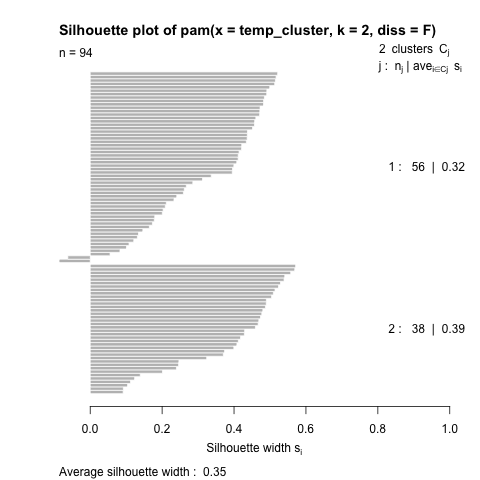 Silhouette plot of pam(x = temp_cluster, k = 2, diss = F)
n = 94
2 clusters Cj
j : nj | avei∈Cj si
1 : 56 | 0.32
2 : 38 | 0.39
0.0 0.2 0.4 0.6 0.8 1.0
Silhouette width si
Average silhouette width : 0.35